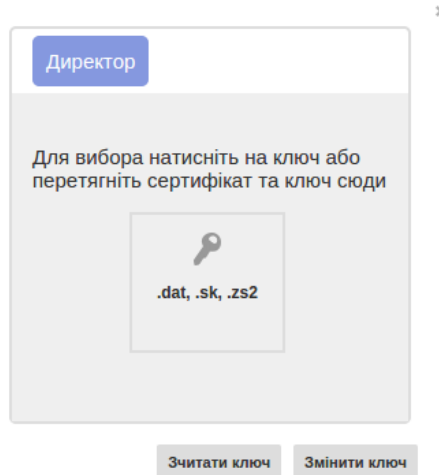 Директор
Для вибора натисніть на ключ або
перетягніть сертифікат та ключ сюди
.dat, .sk, .zs2
Зчитати ключ Змінити ключ